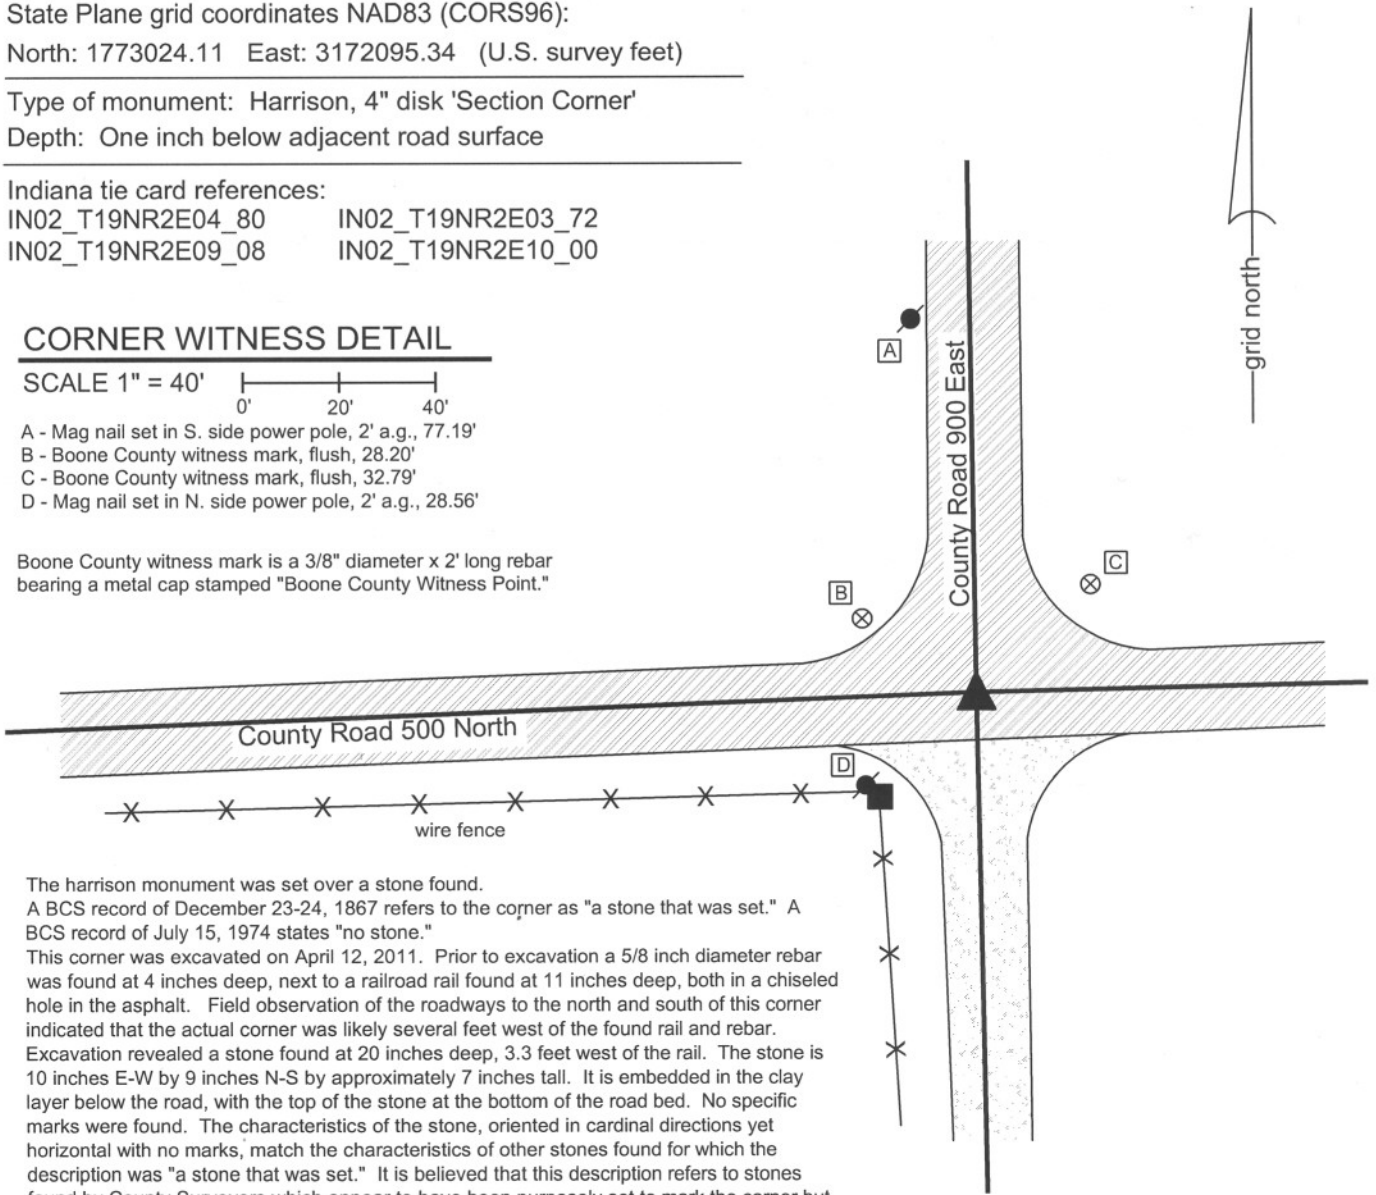 State Plane grid coordinates NAD83 (CORS96):
North: 1773024.11 East: 3172095.34 (U.S. survey feet)
Type of monument: Harrison, 4" disk 'Section Corner'
Depth: One inch below adjacent road surface
Indiana tie card references:
IN02_T19NR2E04_80 IN02_T19NR2E03_72
IN02_T19NR2E09_08 IN02_T19NR2E10_00
CORNER WITNESS DETAIL
SCALE 1" = 40'
0' 20' 40'
A - Mag nail set in S. side power pole, 2' a.g., 77.19'
B - Boone County witness mark, flush, 28.20'
C - Boone County witness mark, flush, 32.79'
D - Mag nail set in N. side power pole, 2' a.g., 28.56'
Boone County witness mark is a 3/8" diameter x 2' long rebar
bearing a metal cap stamped "Boone County Witness Point."
grid north
A
County Road 900 East
B
C
County Road 500 North
D
wire fence
The harrison monument was set over a stone found.
A BCS record of December 23-24, 1867 refers to the corner as "a stone that was set." A
BCS record of July 15, 1974 states "no stone."
This corner was excavated on April 12, 2011. Prior to excavation a 5/8 inch diameter rebar
was found at 4 inches deep, next to a railroad rail found at 11 inches deep, both in a chiseled
hole in the asphalt. Field observation of the roadways to the north and south of this corner
indicated that the actual corner was likely several feet west of the found rail and rebar.
Excavation revealed a stone found at 20 inches deep, 3.3 feet west of the rail. The stone is
10 inches E-W by 9 inches N-S by approximately 7 inches tall. It is embedded in the clay
layer below the road, with the top of the stone at the bottom of the road bed. No specific
marks were found. The characteristics of the stone, oriented in cardinal directions yet
horizontal with no marks, match the characteristics of other stones found for which the
description was "a stone that was set." It is believed that this description refers to stones
found by County Surveyors which appear to have been purposely set to mark the corner but